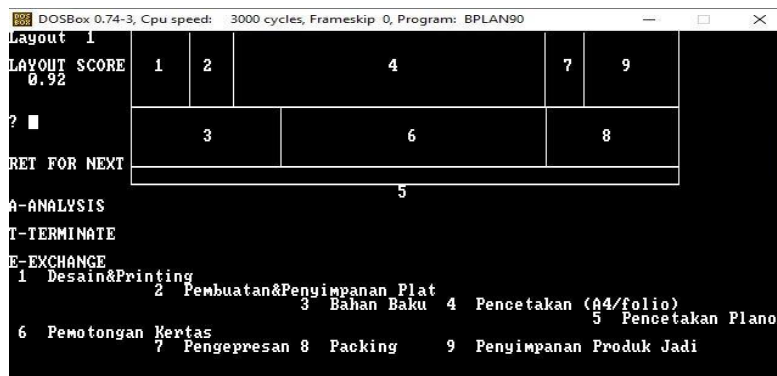 DOSBox 0.74-3, Cpu speed: 3000 cycles, Frameskip 0, Program: BPLAN90
Layout 1
LAYOUT SCORE 1 2 4 7 9
0.92
? 3 6 8
RET FOR NEXT
5
A-ANALYSIS
T-TERMINATE
E-EXCHANGE
1 Desain&Printing
2 Pembuatan&Penyimpanan Plat
3 Bahan Baku 4 Pencetakan (A4/folio)
5 Pencetakan Plano
6 Pemotongan Kertas
7 Pengepresan 8 Packing 9 Penyimpanan Produk Jadi